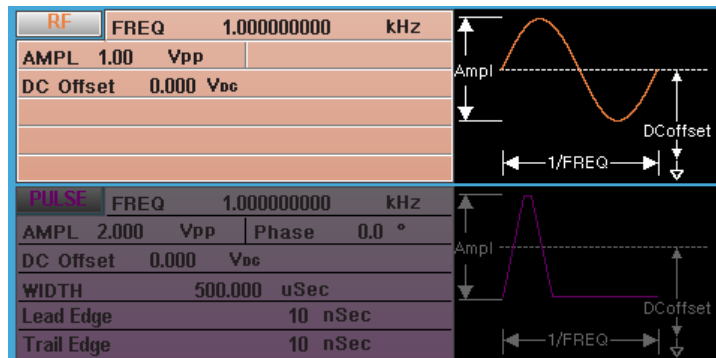 RF FREQ 1.000000000 kHz
AMPL 1.00 Vpp
DC Offset 0.000 VDC
Ampl
DCoffset
1/FREQ
PULSE FREQ 1.000000000 kHz
AMPL 2.000 Vpp Phase 0.0 °
DC Offset 0.000 VDC
WIDTH 500.000 uSec
Lead Edge 10 nSec
Trail Edge 10 nSec
Ampl
DCoffset
1/FREQ